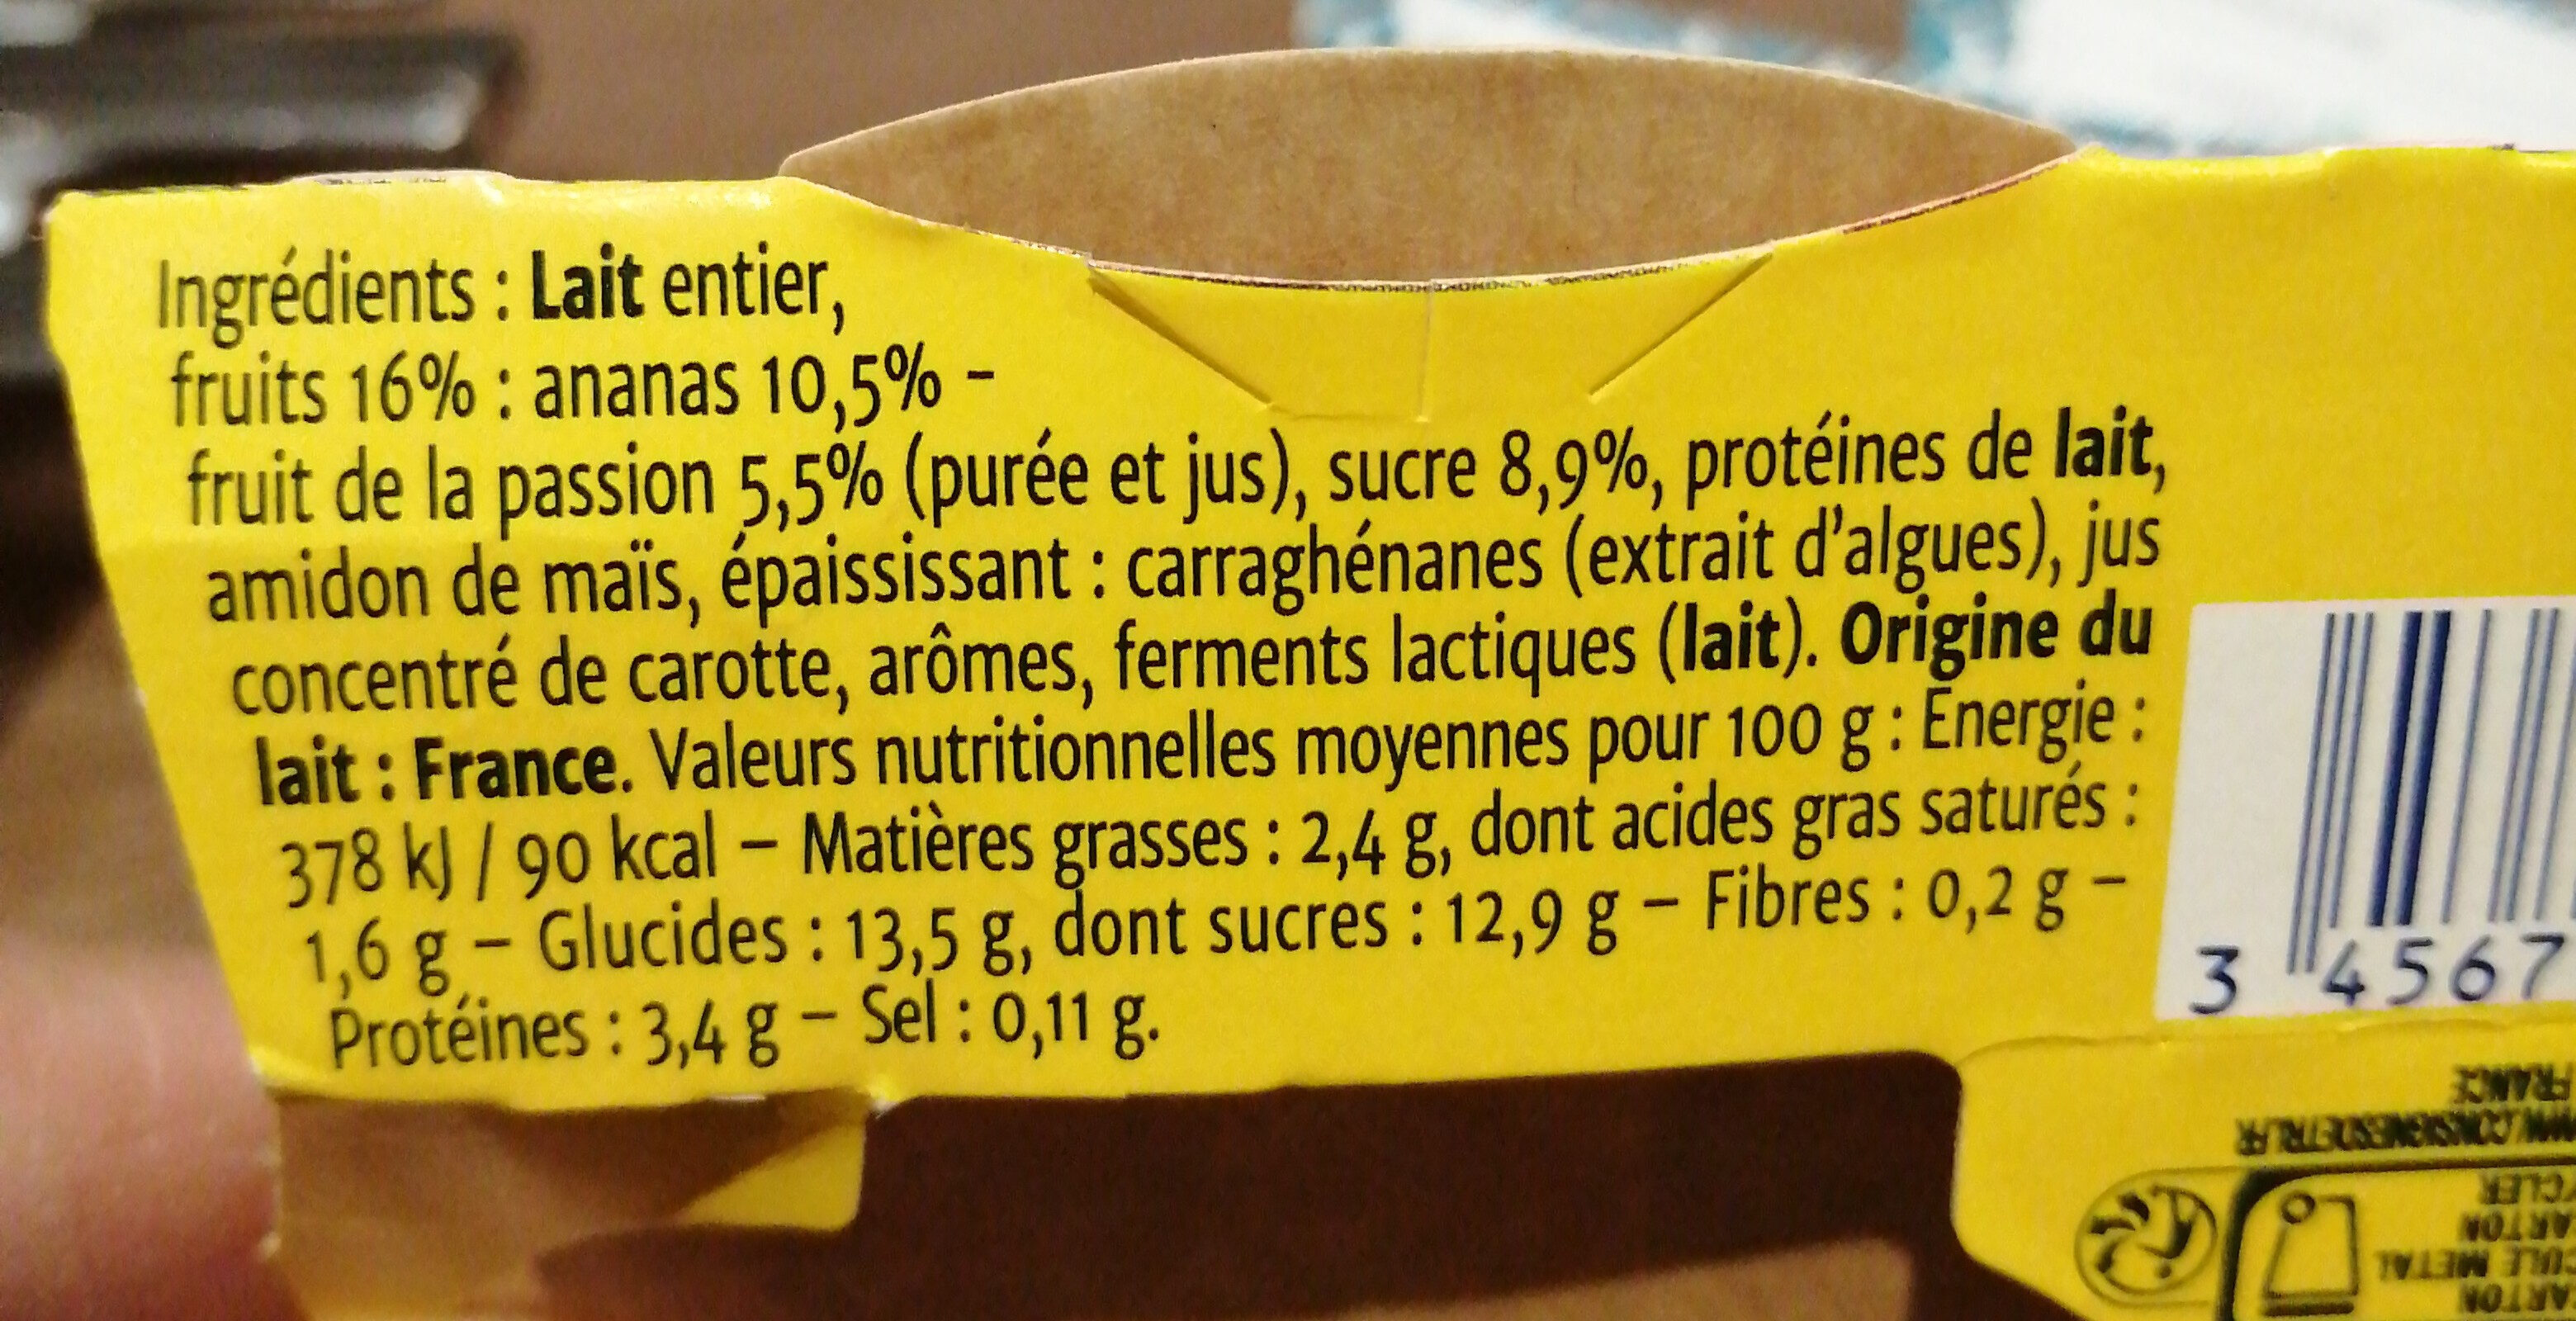 Ingrédients : Lait entier,
fruits 16% : ananas 10,5% -
fruit de la passion 5,5% (purée et jus), sucre 8,9%, protéines de lait,
amidon de maïs, épaississant : carraghénanes (extrait d'algues), jus
concentré de carotte, arômes, ferments lactiques (lait). Origine du
lait : France. Valeurs nutritionnelles moyennes pour 100 g : Energie :
378 kJ / 90 kcal – Matières grasses : 2,4 g, dont acides gras saturés :
1,6 g – Glucides : 13,5 g, dont sucres : 12,9 g – Fibres : 0,2 g –
Protéines : 3,4 g – Sel : 0,11 g.
3 4567
FRANCE
.CONSIGNESDETRI.FR